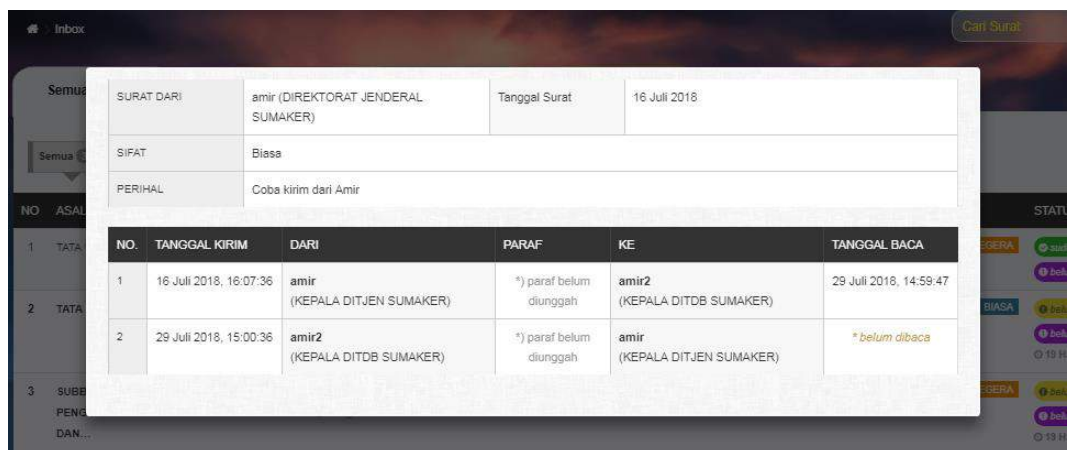 Inbox
Cari Surat
Semua
SURAT DARI
amir (DIREKTORAT JENDERAL
SUMAKER)
Tanggal Surat
16 Juli 2018
SIFAT
Biasa
Semua
PERIHAL
Coba kirim dari Amir
NO
ASAL
STATU
NO.
TANGGAL KIRIM
DARI
PARAF
KE
TANGGAL BACA
1
TATA
EGERA
1
16 Juli 2018, 16:07:36
amir
(KEPALA DITJEN SUMAKER)
*) paraf belum
diunggah
amir2
(KEPALA DITDB SUMAKER)
29 Juli 2018, 14:59:47
2
TATA
BIASA
2
29 Juli 2018, 15:00:36
amir2
(KEPALA DITDB SUMAKER)
*) paraf belum
diunggah
amir
(KEPALA DITJEN SUMAKER)
* belum dibaca
3
SUBB
PENG
DAN...
EGERA
19 H
19 H